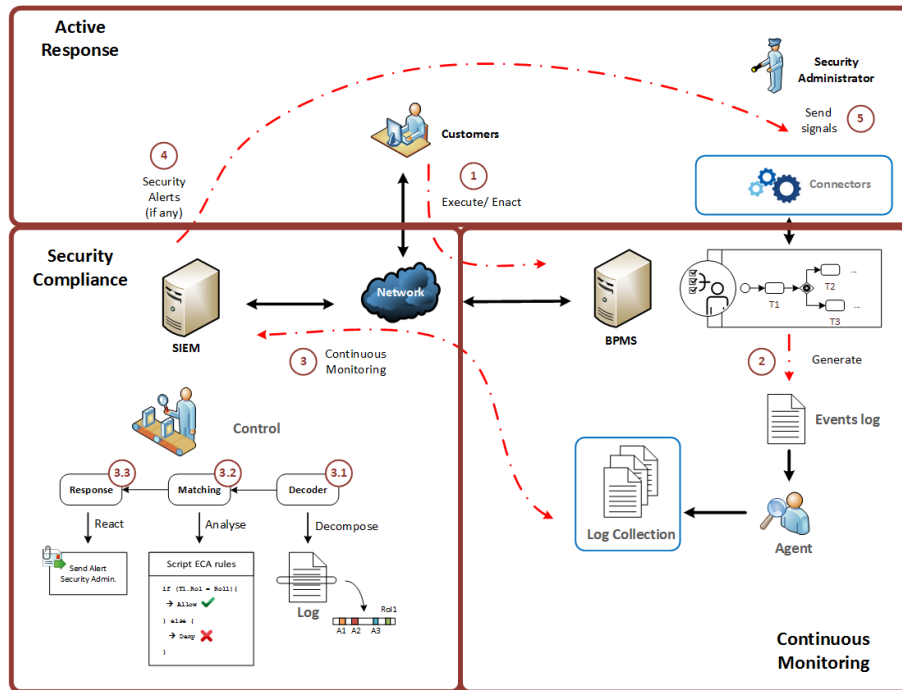 Active
Response
Security
Administrator
Customers
Send
signals
5
4
Security
Alerts
(if any)
1
Execute/ Enact
Connectors
Security
Compliance
SIEM
Network
BPMS
T1
T2
...
T3
...
3
Continuous
Monitoring
2
Generate
Events log
Control
3.3
3.2
3.1
Response
Matching
Decoder
React
Analyse
Decompose
Log Collection
Agent
Send Alert
Security Admin.
Script ECA rules
if (T1.Rol = Rol1){
→ Allow
} else {
→ Deny
}
Log
Rol1
A1
A2
A3
Continuous
Monitoring